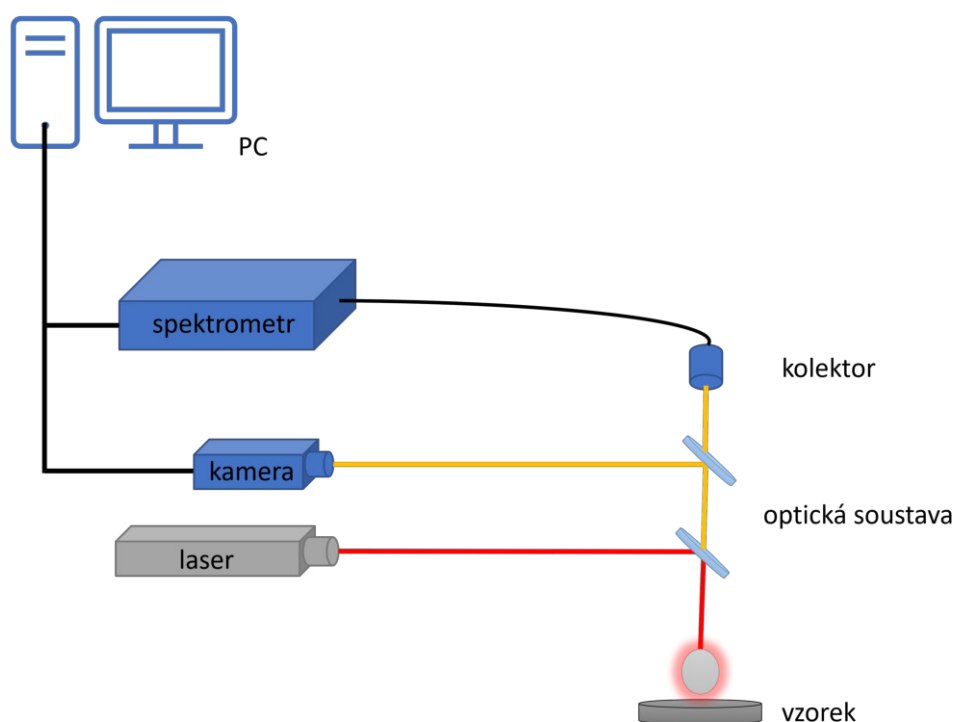 PC
spektrometr
kolektor
kamera
optická soustava
laser
vzorek